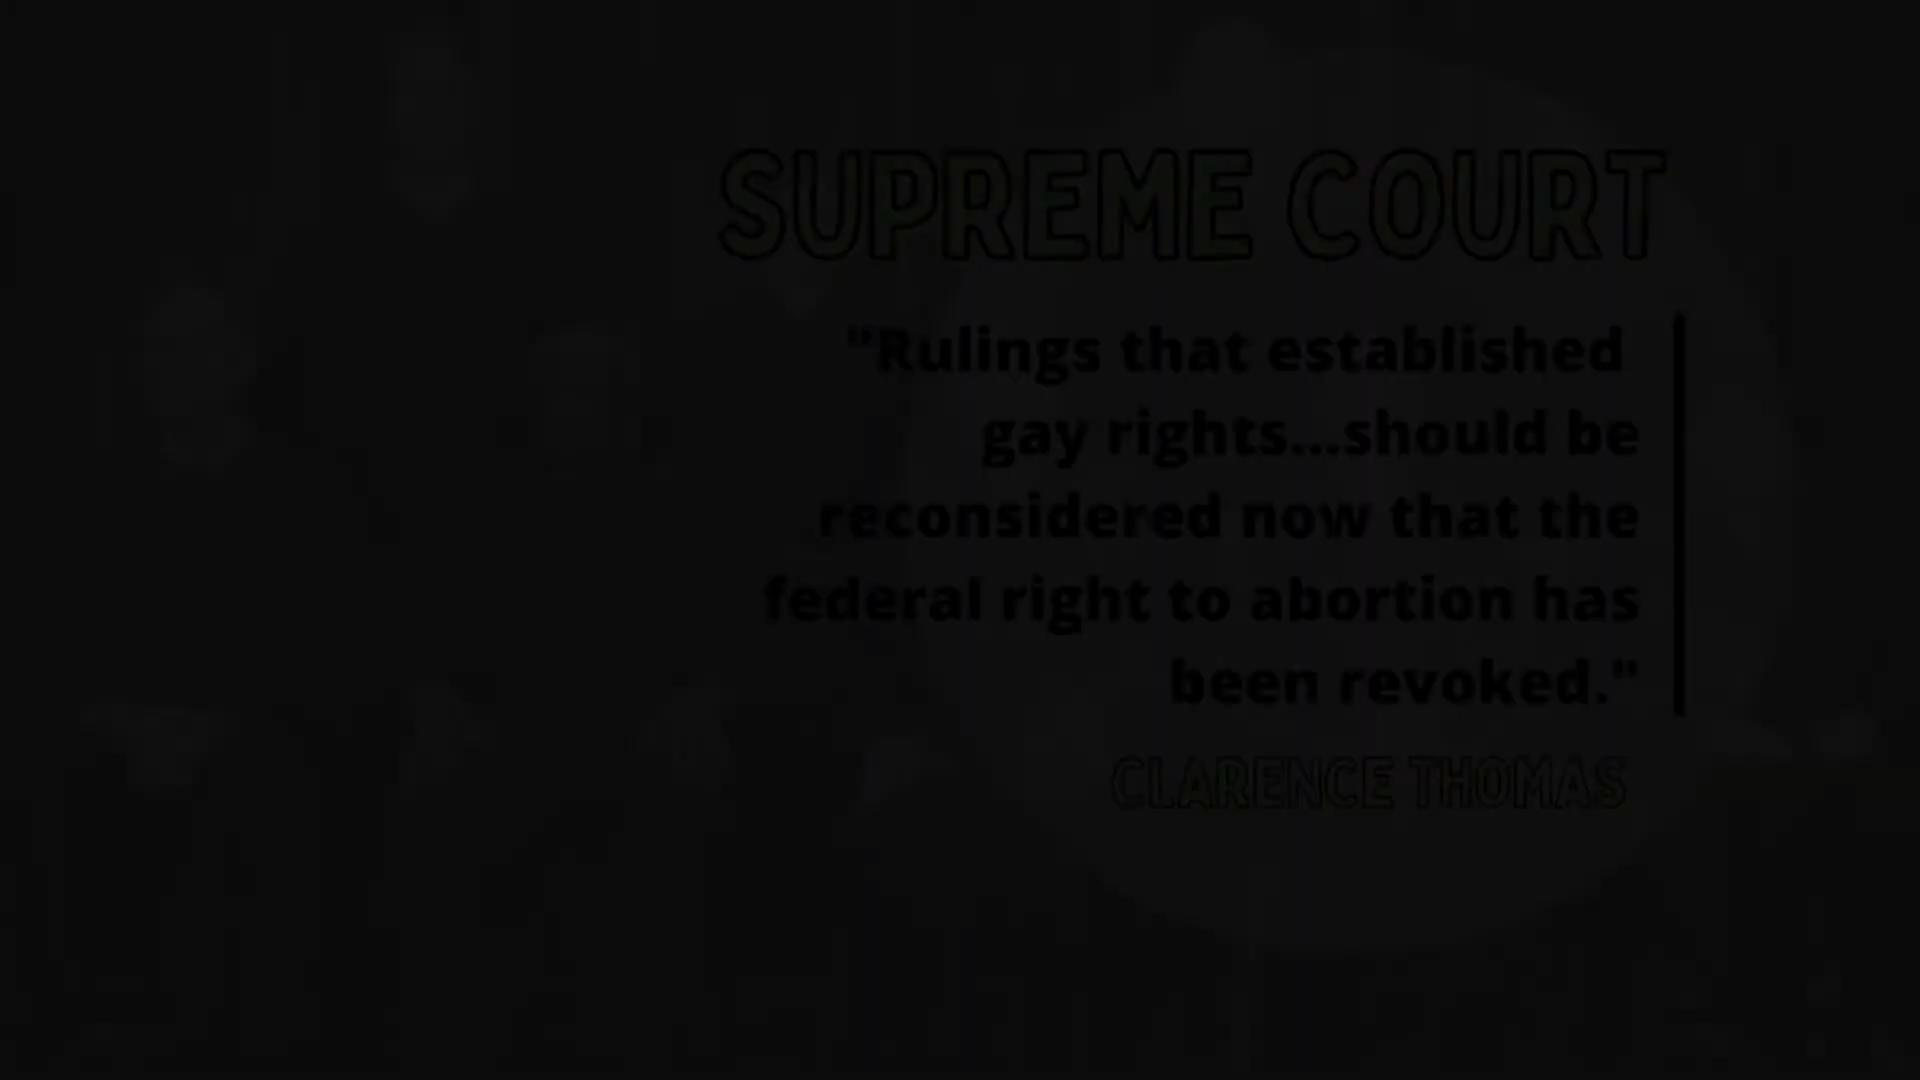 SUPREME COURT
"Rulings that established
gay rights...should be
reconsidered now that the
federal right to abortion has
been revoked."
CLARENCE THOMAS